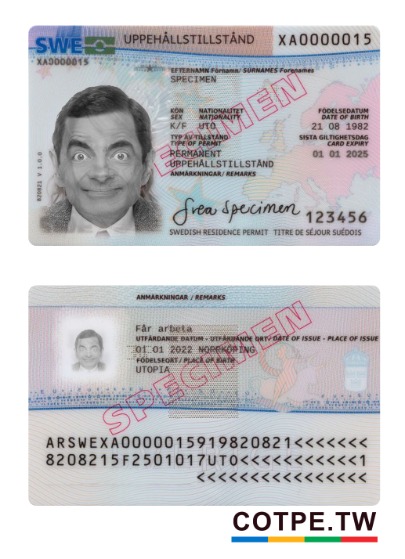 SWE UPPEHÅLLSTILLSTÅND XA0000015
XA0000015
EFTERNAMN Förnamn/ SURNAMES Forenames
SPECIMEN
SPECIMEN
KÖN NATIONALITET FÖDELSEDATUM
SEX NATIONALITY DATE OF BIRTH
K/F UTO 21 08 1982
TYP AV TILLSTÅND SISTA GILTIGHETSDAG
TYPE OF PERMIT CARD EXPIRY
PERMANENT 01 01 2025
UPPEHÅLLSTILLSTÅND
ANMÄRKNINGAR/ REMARKS
820821 V 1.0.0
Svea Specimen 123456
SWEDISH RESIDENCE PERMIT TITRE DE SÉJOUR SUÉDOIS
ANMÄRKNINGAR / REMARKS
Får arbeta
UTFÄRDANDE DATUM - UTFÄRDANDE ORT/ DATE OF ISSUE - PLACE OF ISSUE
01 01 2022 NORRKÖPING
FÖDELSEORT/ PLACE OF BIRTH
UTOPIA
SPECIMEN
ARSWEXA0000015919820821<<<<<<<
8208215F2501017UTO<<<<<<<<<<<1
<<<<<<<<<<<<<<<<<
COTPE.TW